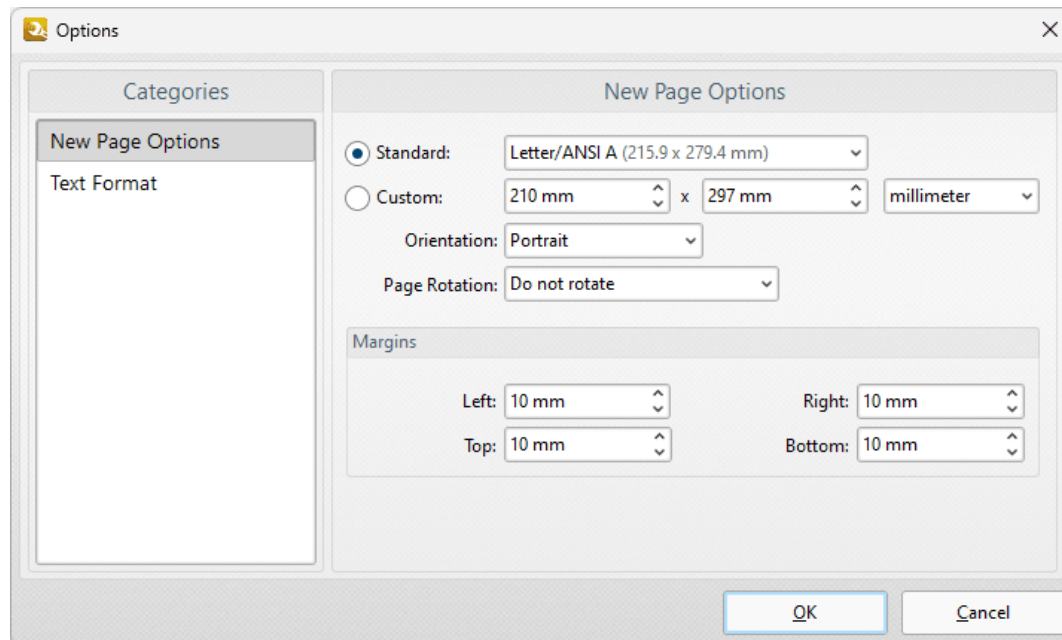 Options
Categories
New Page Options
Text Format
New Page Options
Standard: Letter/ANSI A (215.9 x 279.4 mm)
Custom: 210 mm x 297 mm millimeter
Orientation: Portrait
Page Rotation: Do not rotate
Margins
Left: 10 mm Right: 10 mm
Top: 10 mm Bottom: 10 mm
OK Cancel